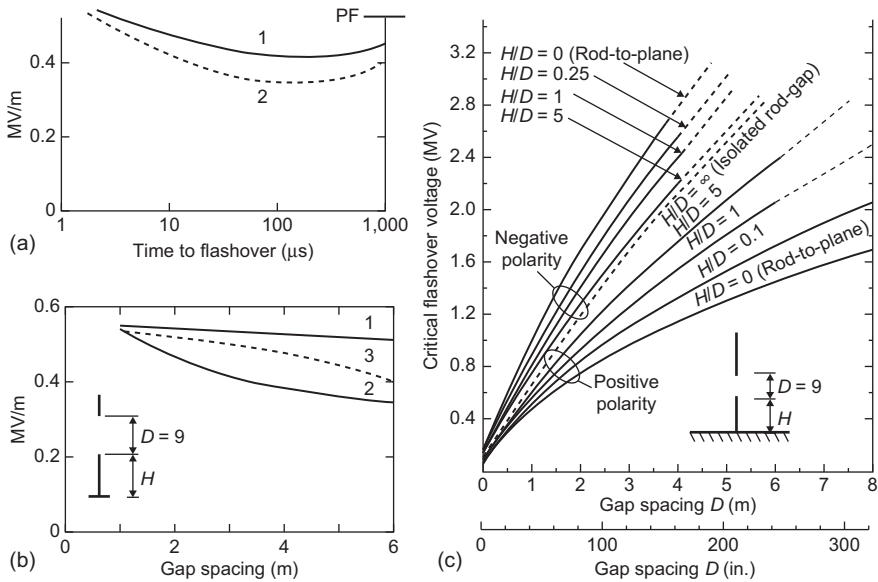 PF
1
2
0.4
0.2
0
MV/m
1
10
100
1,000
Time to flashover (μs)
(a)
0.6
0.4
0.2
0
MV/m
1
3
2
D = 9
H
0
2
4
6
Gap spacing (m)
(b)
3.2
2.8
2.4
2.0
1.6
1.2
0.8
0.4
Critical flashover voltage (MV)
H/D = 0 (Rod-to-plane)
H/D = 0.25
H/D = 1
H/D = 5
H/D = ∞ (Isolated rod-gap)
H/D = 5
H/D = 1
H/D = 0.1
H/D = 0 (Rod-to-plane)
Negative
polarity
Positive
polarity
D = 9
H
0
1
2
3
4
5
6
7
8
Gap spacing D (m)
0
100
200
300
Gap spacing D (in.)
(c)